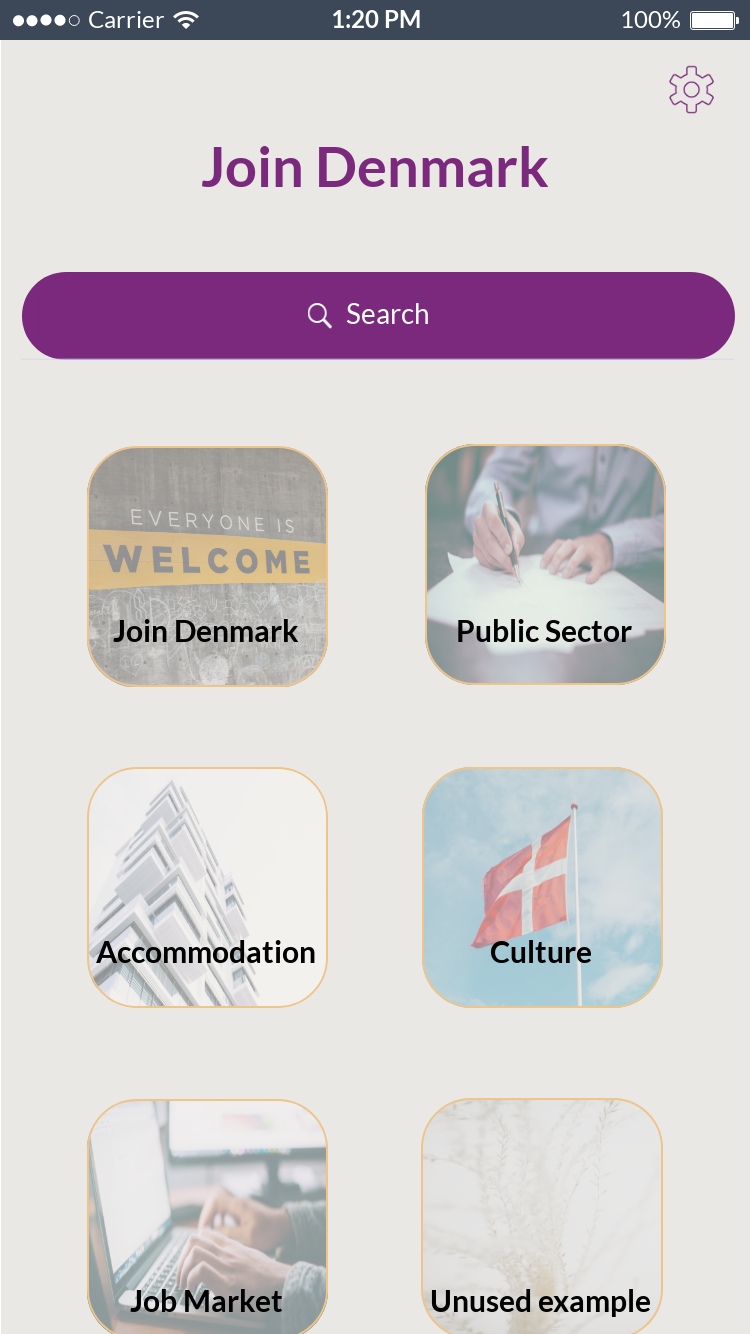 Carrier 1:20 PM 100%
Join Denmark
Search
EVERYONE IS
WELCOME
Join Denmark
Public Sector
Accommodation
Culture
Job Market
Unused example